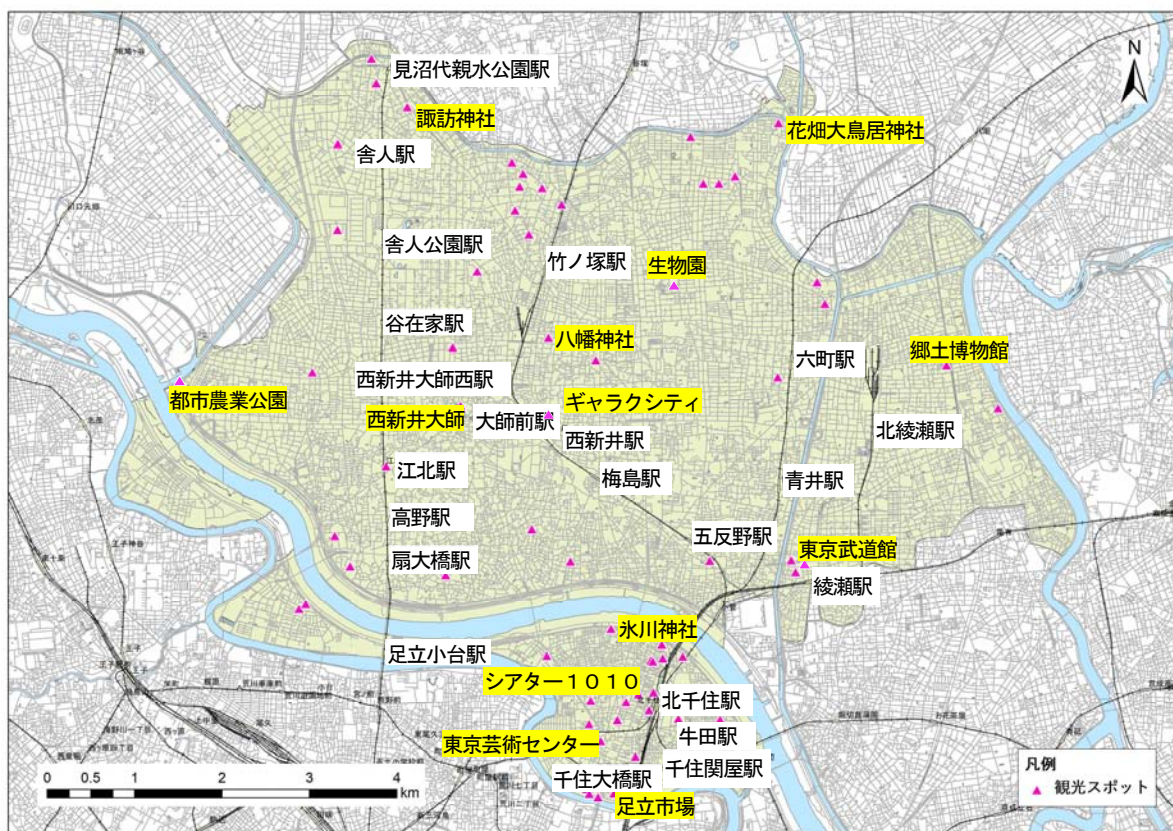 N
見沼代親水公園駅
諏訪神社
花畑大鳥居神社
舎人駅
舎人公園駅
竹ノ塚駅
生物園
谷在家駅
八幡神社
六町駅
郷土博物館
西新井大師西駅
都市農業公園
西新井大師
大師前駅
ギャラクシティ
西新井駅
北綾瀬駅
江北駅
梅島駅
青井駅
高野駅
五反野駅
東京武道館
扇大橋駅
綾瀬駅
氷川神社
足立小台駅
シアター１０１０
北千住駅
牛田駅
東京芸術センター
千住関屋駅
千住大橋駅
足立市場
0 0.5 1 2 3 4
km
凡例
観光スポット